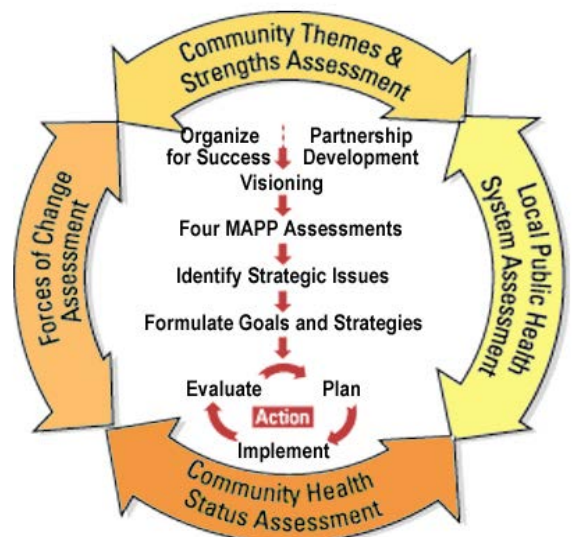 Community Themes &
Strengths Assessment
Organize
for Success
Partnership
Development
Visioning
Four MAPP Assessments
Identify Strategic Issues
Formulate Goals and Strategies
Evaluate
Plan
Action
Implement
Forces of Change
Assessment
Local Public Health
System Assessment
Community Health
Status Assessment